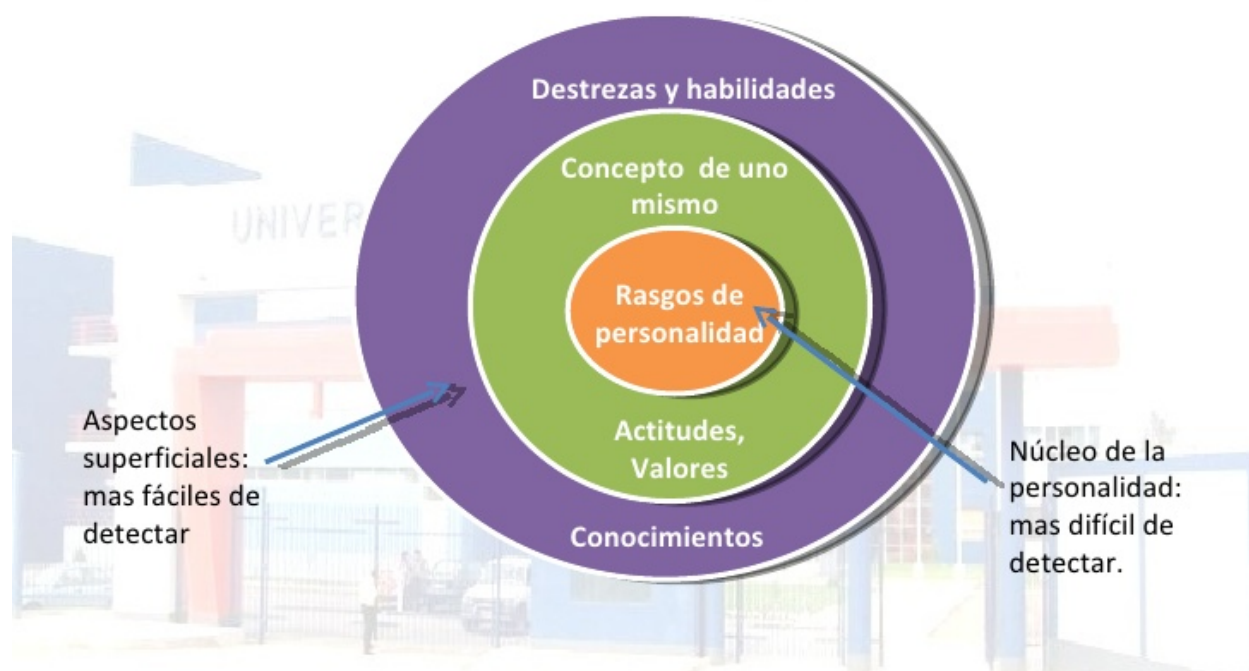 Destrezas y habilidades
Concepto de uno
mismo
Rasgos de
personalidad
Actitudes,
Valores
Conocimientos
Aspectos
superficiales:
mas fáciles de
detectar
Núcleo de la
personalidad:
mas difícil de
detectar.
UNIVER